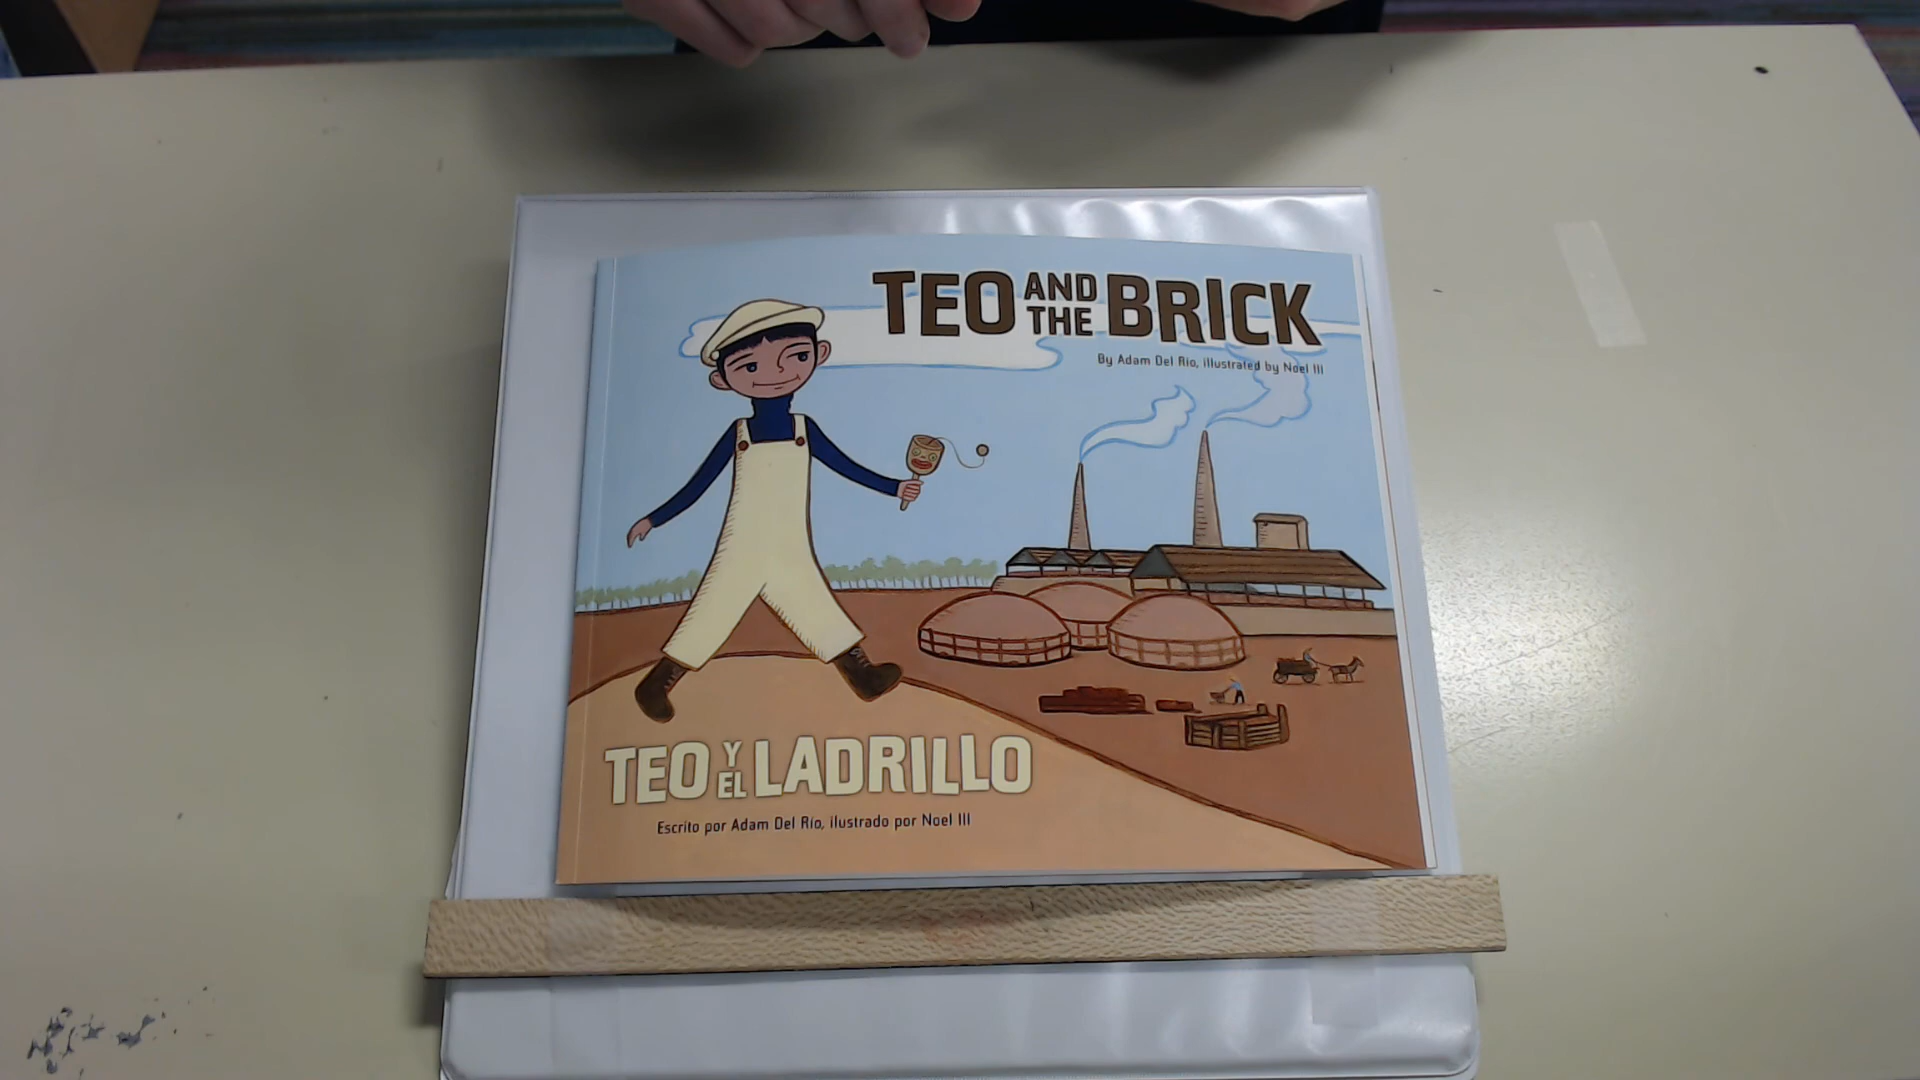 TEO AND THE BRICK
By Adam Del Rio, illustrated by Noel III
TEO Y EL LADRILLO
Escrito por Adam Del Río, ilustrado por Noel III